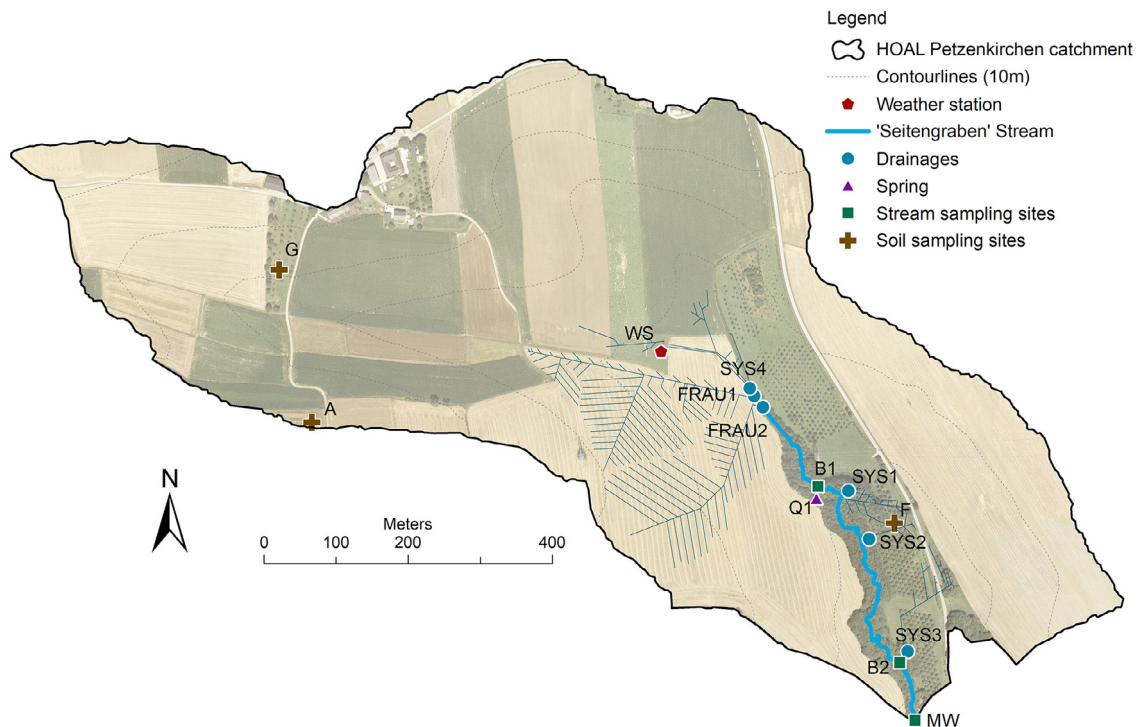 Legend
HOAL Petzenkirchen catchment
Contourlines (10m)
Weather station
'Seitengraben' Stream
Drainages
Spring
Stream sampling sites
Soil sampling sites
G
WS
SYS4
FRAU1
A
FRAU2
B1
SYS1
Q1
F
SYS2
N
Meters
0 100 200 400
SYS3
B2
MW